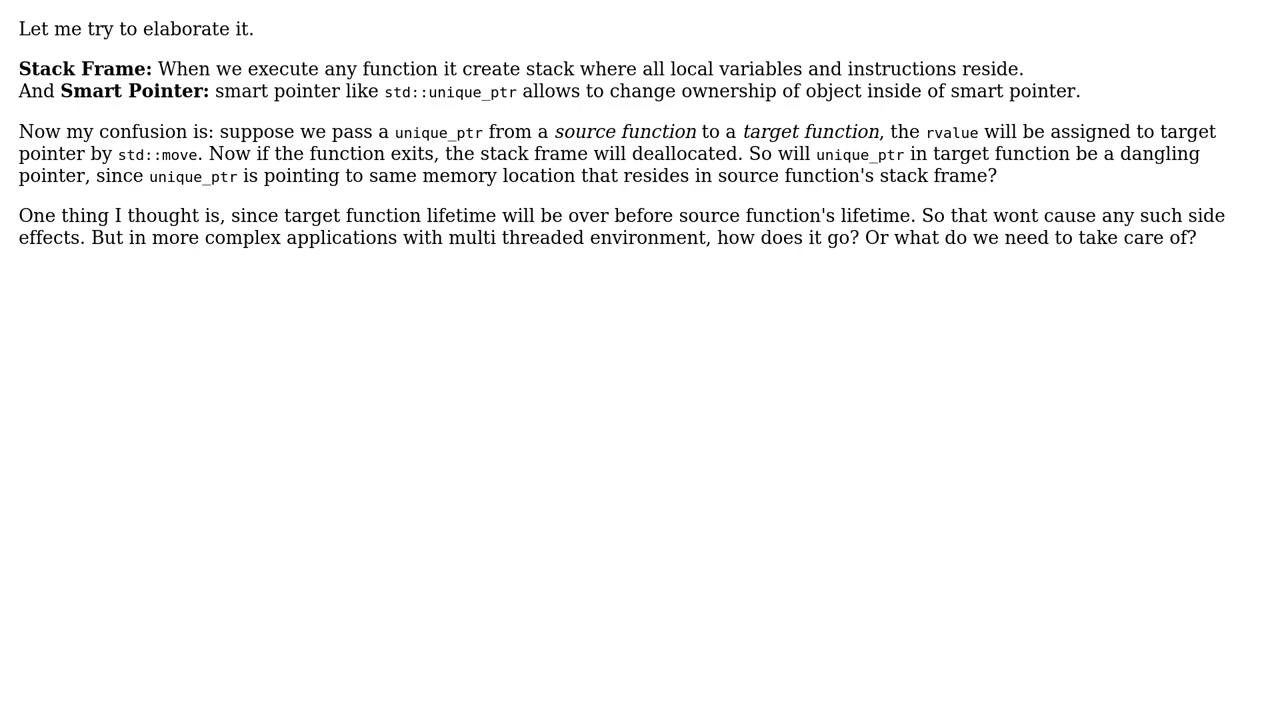 Let me try to elaborate it.
Stack Frame: When we execute any function it create stack where all local variables and instructions reside.
And Smart Pointer: smart pointer like std::unique_ptr allows to change ownership of object inside of smart pointer.
Now my confusion is: suppose we pass a unique_ptr from a source function to a target function, the rvalue will be assigned to target
pointer by std::move. Now if the function exits, the stack frame will deallocated. So will unique_ptr in target function be a dangling
pointer, since unique_ptr is pointing to same memory location that resides in source function's stack frame?
One thing I thought is, since target function lifetime will be over before source function's lifetime. So that wont cause any such side
effects. But in more complex applications with multi threaded environment, how does it go? Or what do we need to take care of?